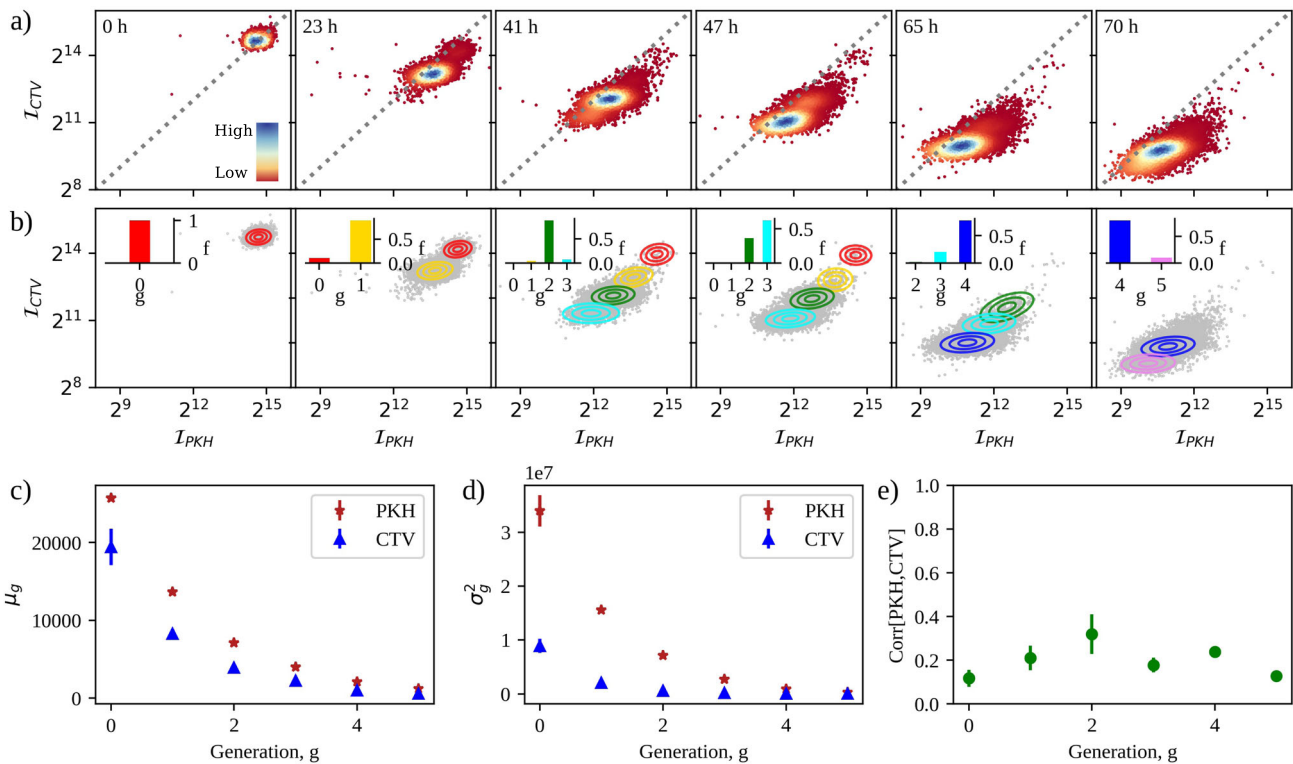 a)
0 h
23 h
41 h
47 h
65 h
70 h
2^14
2^11
2^8
I_CTV
High
Low
2^9 2^12 2^15
b)
2^14
2^11
2^8
I_CTV
1
0
f
0
g
0.5
0.0
f
0 1
g
0.5
0.0
f
0 1 2 3
g
0.5
0.0
f
0 1 2 3
g
0.5
0.0
f
2 3 4
g
0.5
0.0
f
4 5
g
2^9 2^12 2^15
2^9 2^12 2^15
2^9 2^12 2^15
2^9 2^12 2^15
2^9 2^12 2^15
2^9 2^12 2^15
I_PKH
I_PKH
I_PKH
I_PKH
I_PKH
I_PKH
c)
20000
10000
0
μ_g
PKH
CTV
0 2 4
Generation, g
d)
1e7
3
2
1
0
σ_g^2
PKH
CTV
0 2 4
Generation, g
e)
1.0
0.8
0.6
0.4
0.2
0.0
Corr[PKH,CTV]
0 2 4
Generation, g